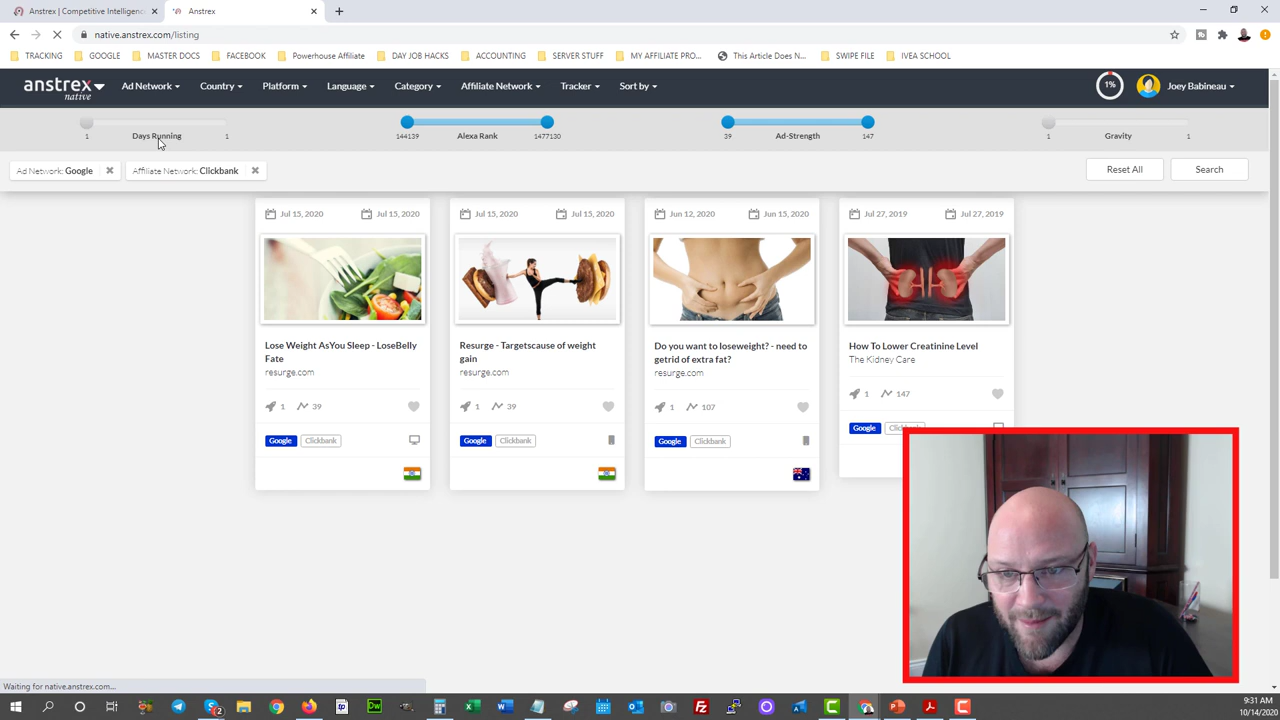 Anstrex | Competitive Intelligence
Anstrex
native.anstrex.com/listing
TRACKING
GOOGLE
MASTER DOCS
FACEBOOK
Powerhouse Affiliate
DAY JOB HACKS
ACCOUNTING
SERVER STUFF
MY AFFILIATE PRO...
This Article Does N...
SWIPE FILE
IVEA SCHOOL
anstrex
native
Ad Network
Country
Platform
Language
Category
Affiliate Network
Tracker
Sort by
1%
Joey Babineau
1 Days Running 1
144139 Alexa Rank 1477130
39 Ad-Strength 147
1 Gravity 1
Ad Network: Google
Affiliate Network: Clickbank
Reset All
Search
Jul 15, 2020 Jul 15, 2020
Lose Weight AsYou Sleep - LoseBelly
Fate
resurge.com
1 39
Google Clickbank
Jul 15, 2020 Jul 15, 2020
Resurge - Targetscause of weight
gain
resurge.com
1 39
Google Clickbank
Jun 12, 2020 Jun 15, 2020
Do you want to loseweight? - need to
getrid of extra fat?
resurge.com
1 107
Google Clickbank
Jul 27, 2019 Jul 27, 2019
How To Lower Creatinine Level
The Kidney Care
1 147
Google Clickbank
Waiting for native.anstrex.com...
9:31 AM
10/14/2020